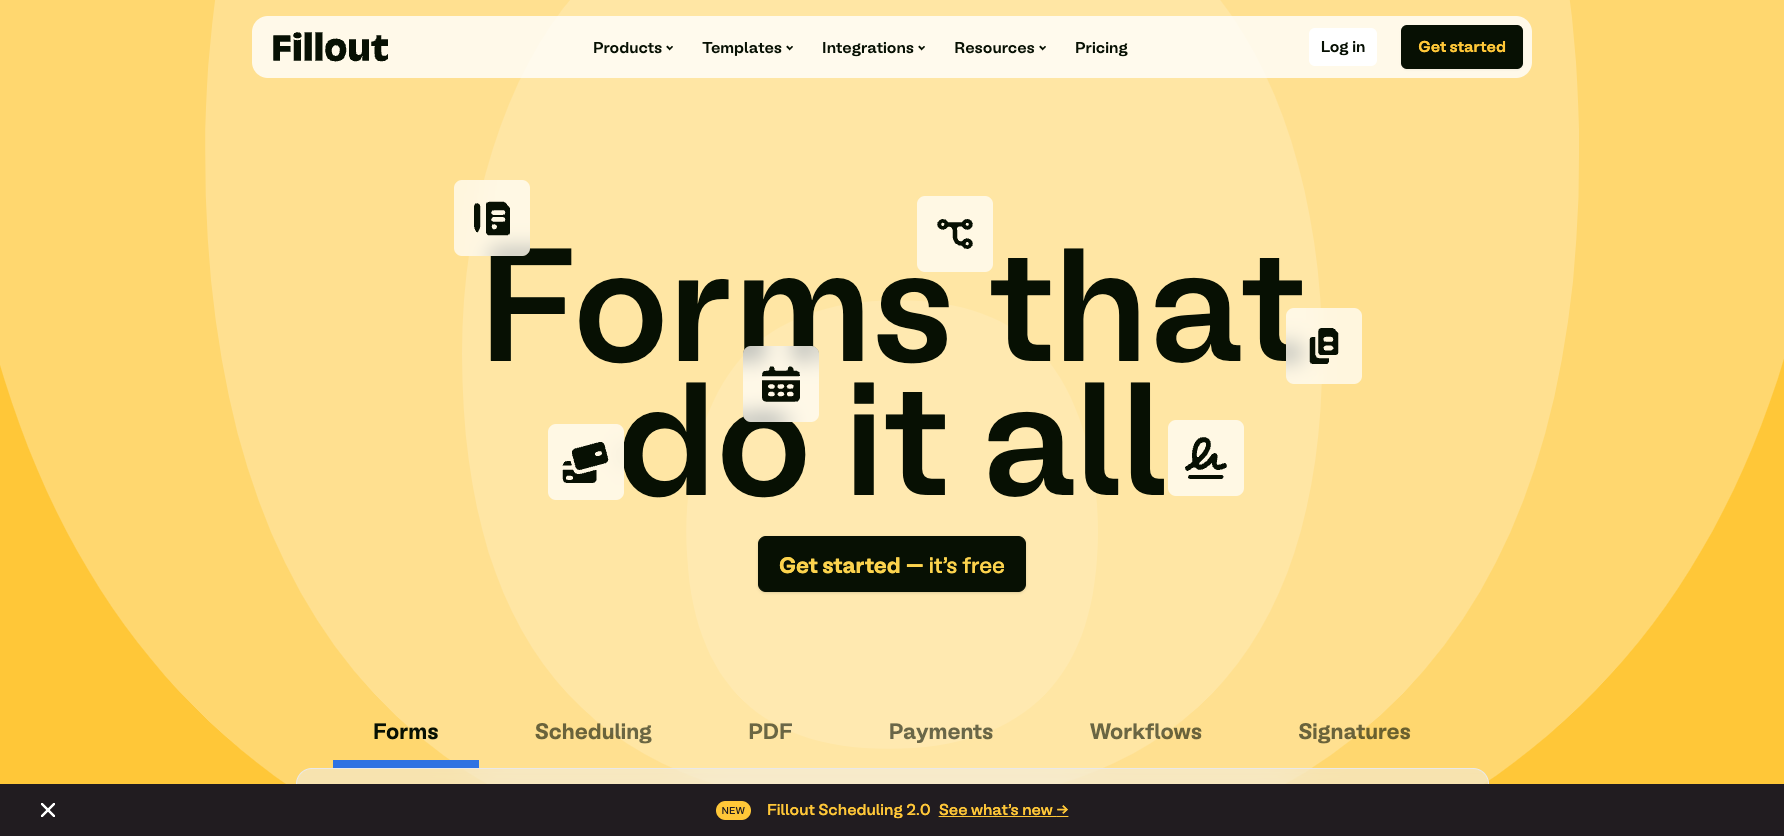 Fillout
Products
Templates
Integrations
Resources
Pricing
Log in
Get started
Forms that
do it all
Get started — it’s free
Forms
Scheduling
PDF
Payments
Workflows
Signatures
NEW
Fillout Scheduling 2.0 See what’s new →